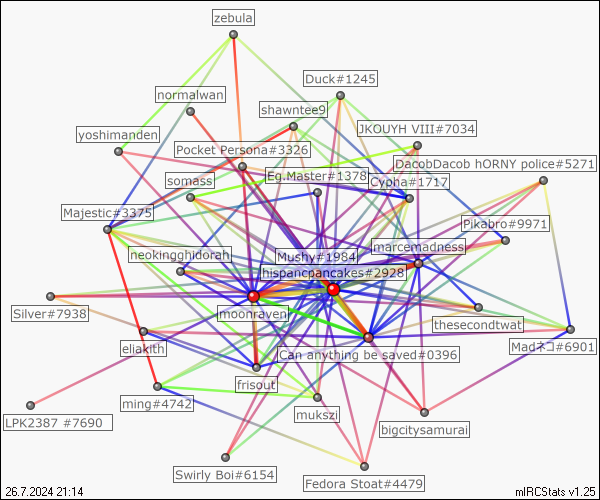 zebula
Duck#1245
normalwan
shawntee9
JKOUYH VIII#7034
yoshimanden
Pocket Persona#3326
DacobDacob hORNY police#5271
Eg.Master#1378
somass
Cypha#1717
Majestic#3375
Pikabro#9971
marcemadness
neokingghidorah
Mushy#1984
hispanicpancakes#2928
Silver#7938
moonraven
thesecondtwat
eliakith
Can anything be saved#0396
Madネコ#6901
frisout
ming#4742
mukszi
LPK2387 #7690
bigcitysamurai
Swirly Boi#6154
Fedora Stoat#4479
26.7.2024 21:14
mIRCStats v1.25